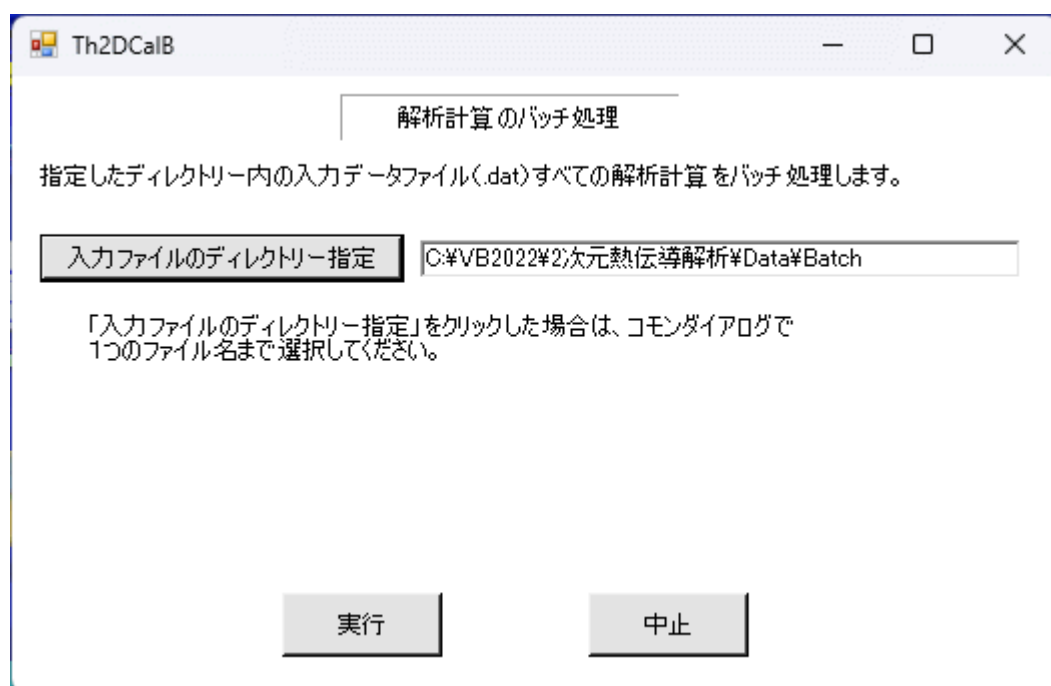 Th2DCalB
解析計算のバッチ処理
指定したディレクトリー内の入力データファイル(.dat)すべての解析計算をバッチ処理します。
入力ファイルのディレクトリー指定 C:¥VB2022¥2次元熱伝導解析¥Data¥Batch
「入力ファイルのディレクトリー指定」をクリックした場合は、コモンダイアログで
1つのファイル名まで選択してください。
実行 中止